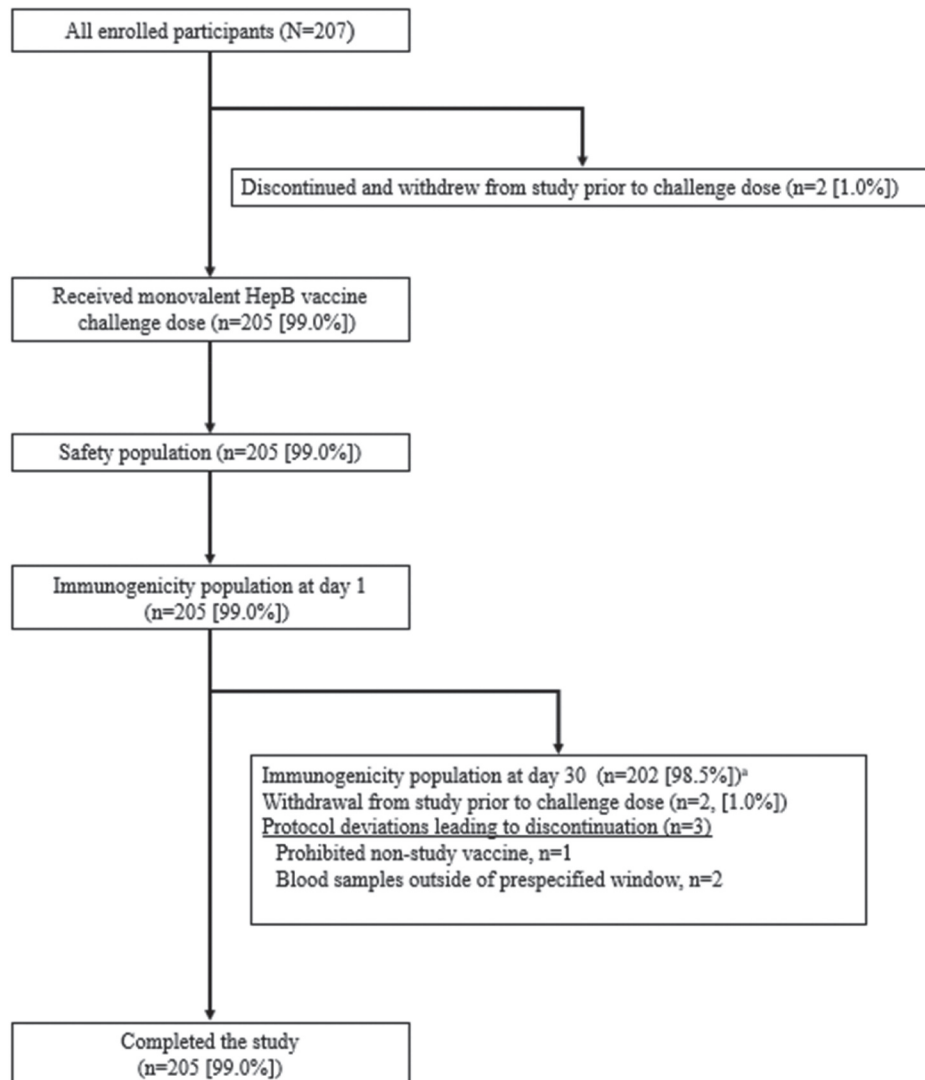 All enrolled participants (N=207)
Discontinued and withdrew from study prior to challenge dose (n=2 [1.0%])
Received monovalent HepB vaccine
challenge dose (n=205 [99.0%])
Safety population (n=205 [99.0%])
Immunogenicity population at day 1
(n=205 [99.0%])
Immunogenicity population at day 30 (n=202 [98.5%])ᵃ
Withdrawal from study prior to challenge dose (n=2, [1.0%])
Protocol deviations leading to discontinuation (n=3)
Prohibited non-study vaccine, n=1
Blood samples outside of prespecified window, n=2
Completed the study
(n=205 [99.0%])